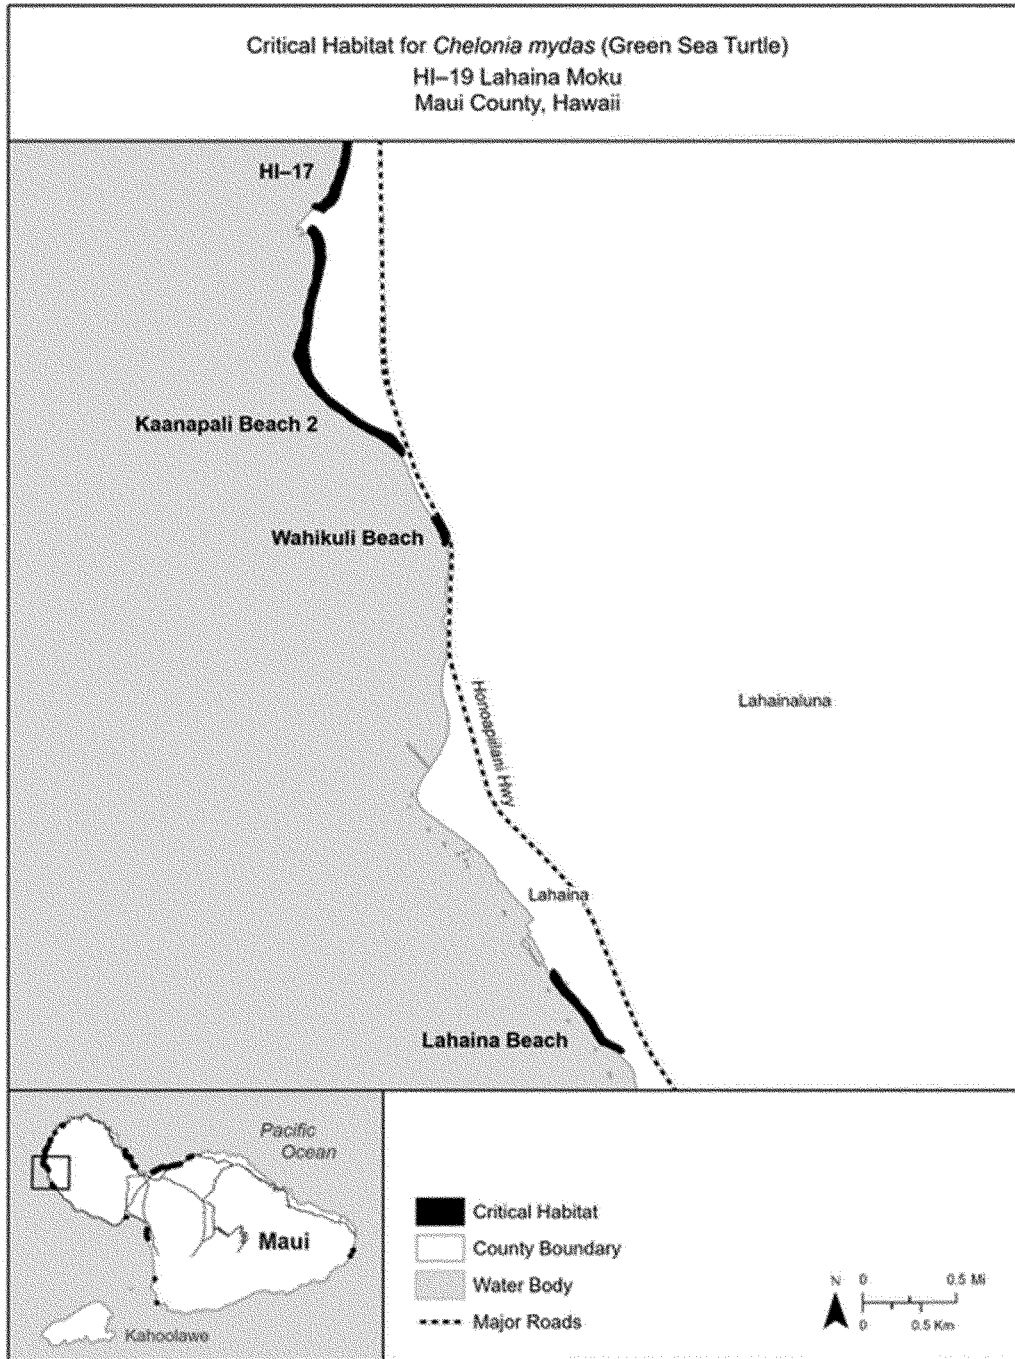 Critical Habitat for Chelonia mydas (Green Sea Turtle)
HI–19 Lahaina Moku
Maui County, Hawaii
HI–17
Kaanapali Beach 2
Wahikuli Beach
Lahainaluna
Honoapiilani Hwy
Lahaina
Lahaina Beach
Pacific
Ocean
Maui
Kahoolawe
Critical Habitat
County Boundary
Water Body
Major Roads
N
0 0.5 Mi
0 0.5 Km